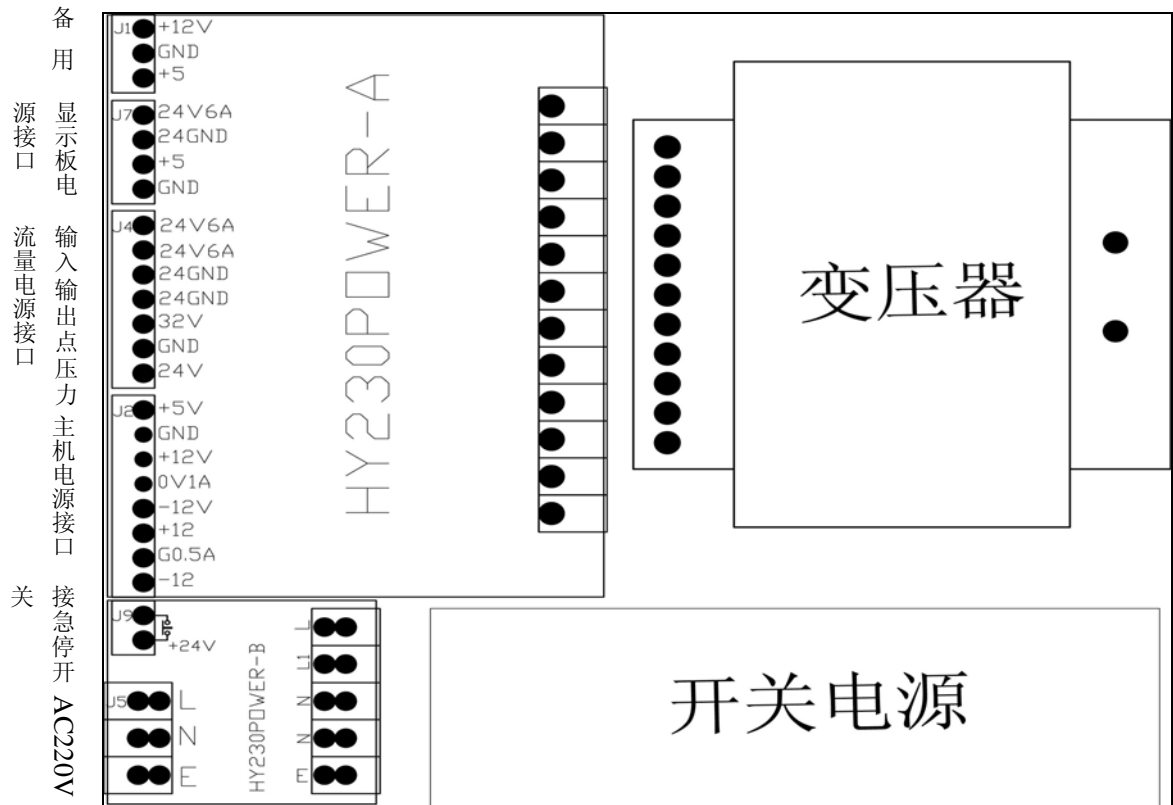 备用
显示板电源接口
输入输出点压力流量电源接口
主机电源接口
接急停开关
AC220V
J1
+12V
GND
+5
J7
24V6A
24GND
+5
GND
J4
24V6A
24V6A
24GND
24GND
32V
GND
24V
J2
+5V
GND
+12V
0V1A
-12V
+12
G0.5A
-12
HY230POWER-A
变压器
J9
+24V
J5
L
N
E
HY230POWER-B
L
L1
N
N
E
开关电源